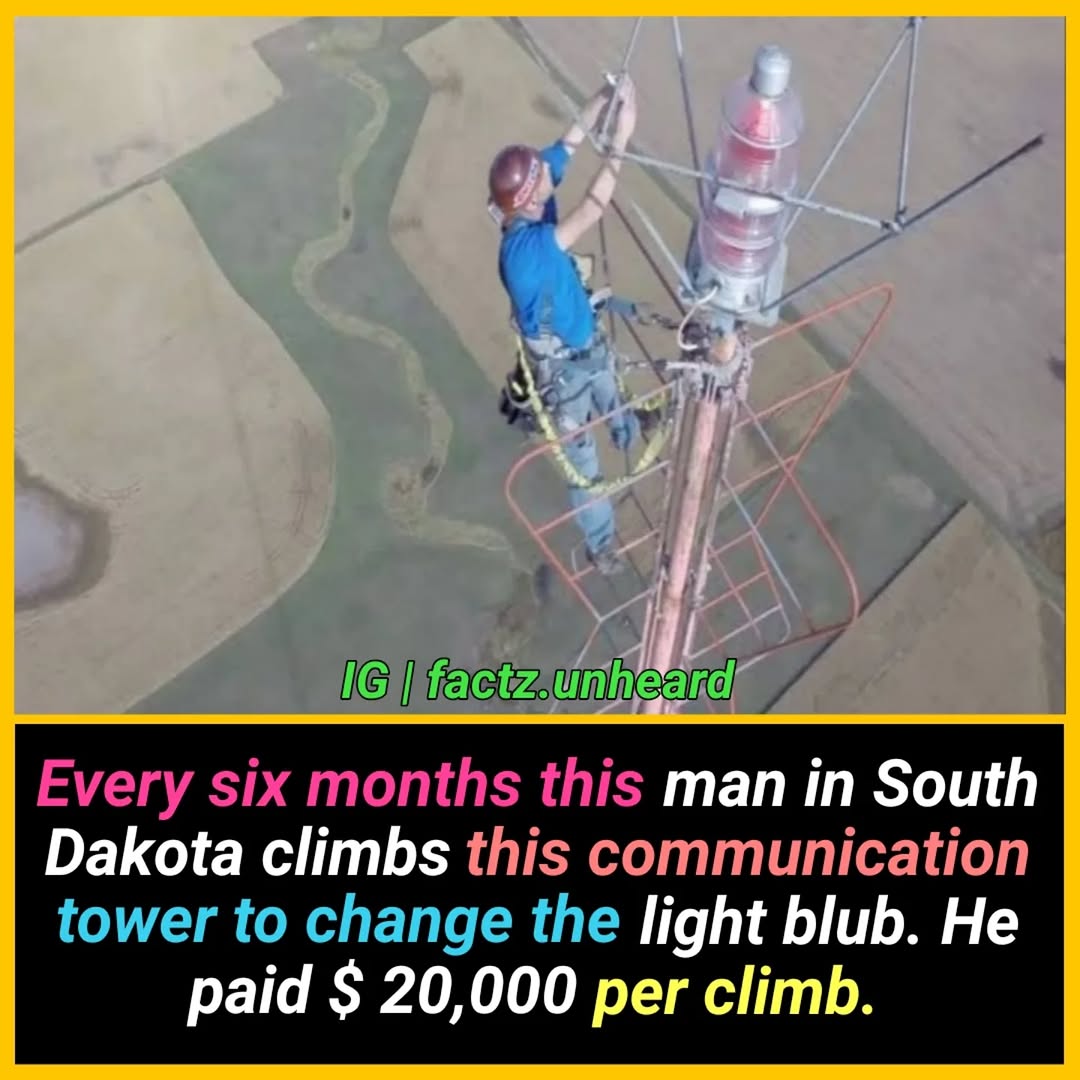 IG | factz.unheard
Every six months this man in South
Dakota climbs this communication
tower to change the light blub. He
paid $ 20,000 per climb.